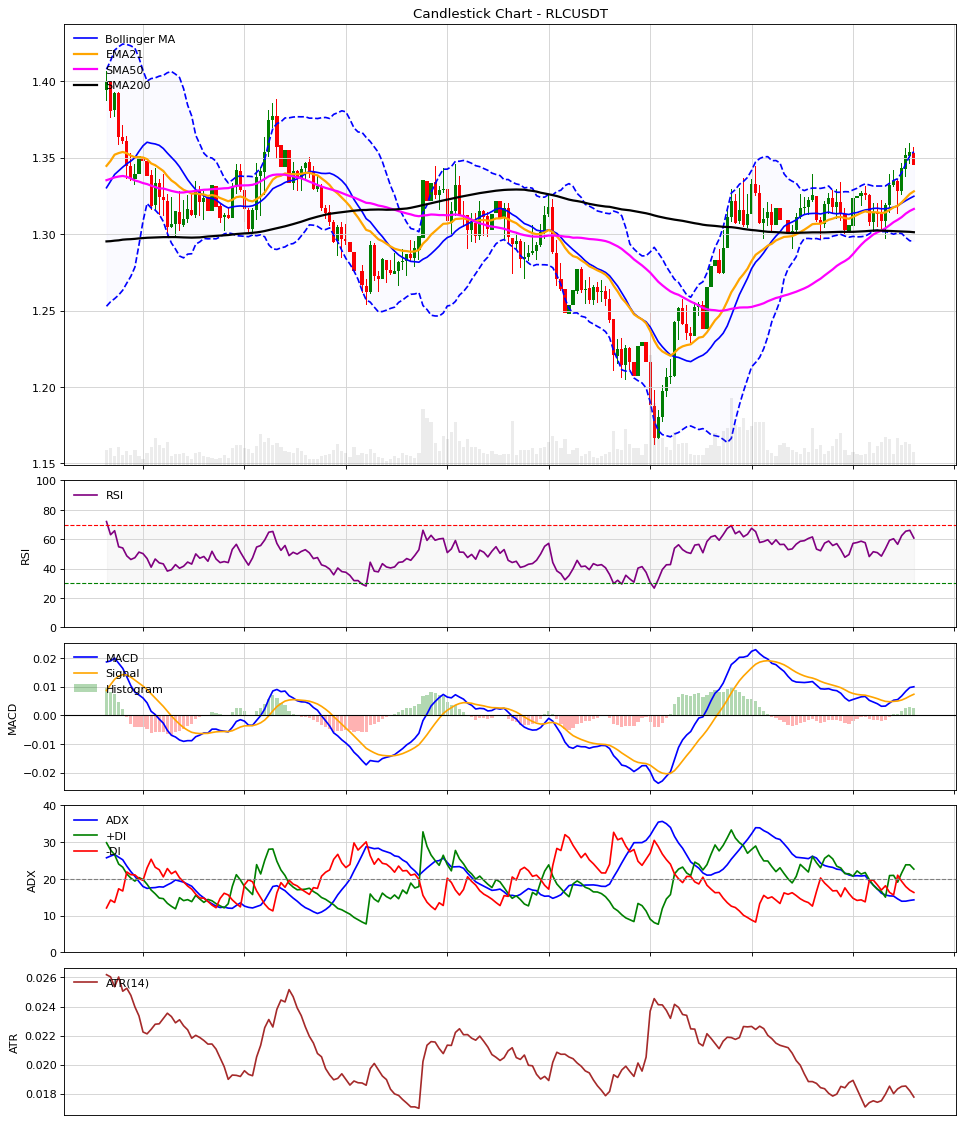 Candlestick Chart - RLCUSDT
Bollinger MA
EMA21
SMA50
SMA200
1.40
1.35
1.30
1.25
1.20
1.15
RSI
RSI
100
80
60
40
20
0
MACD
Signal
Histogram
MACD
0.02
0.01
0.00
−0.01
−0.02
ADX
+DI
-DI
ADX
40
30
20
10
0
ATR(14)
ATR
0.026
0.024
0.022
0.020
0.018